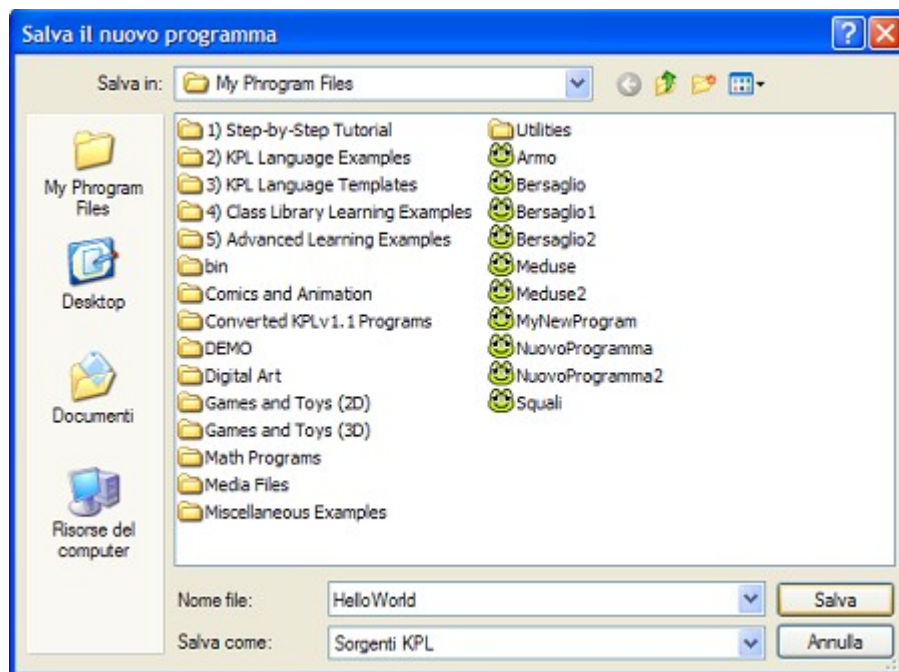 Salva il nuovo programma
Salva in:
My Phrogram Files
My Phrogram
Files
Desktop
Documenti
Risorse del
computer
1) Step-by-Step Tutorial
2) KPL Language Examples
3) KPL Language Templates
4) Class Library Learning Examples
5) Advanced Learning Examples
bin
Comics and Animation
Converted KPLv1.1 Programs
DEMO
Digital Art
Games and Toys (2D)
Games and Toys (3D)
Math Programs
Media Files
Miscellaneous Examples
Utilities
Armo
Bersaglio
Bersaglio1
Bersaglio2
Meduse
Meduse2
MyNewProgram
NuovoProgramma
NuovoProgramma2
Squali
Nome file:
HelloWorld
Salva
Salva come:
Sorgenti KPL
Annulla